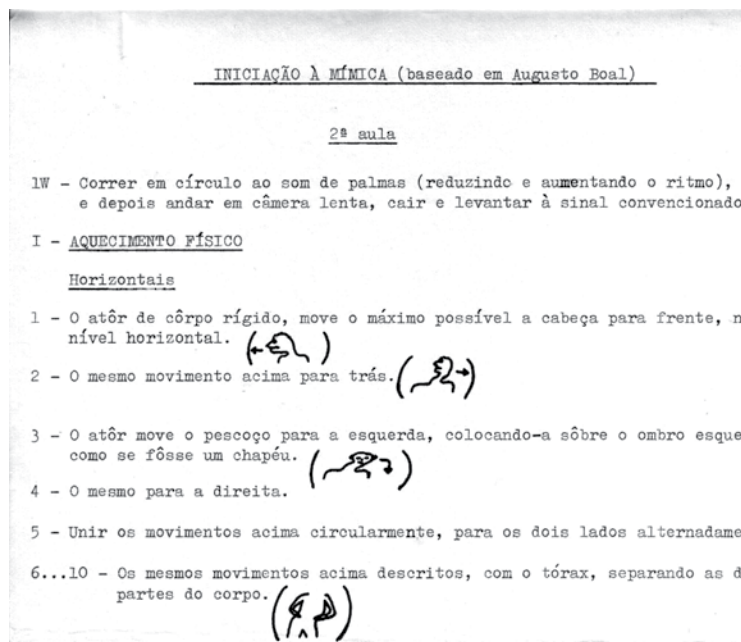 INICIAÇÃO À MÍMICA (baseado em Augusto Boal)
2ª aula
1W - Correr em círculo ao som de palmas (reduzindo e aumentando o ritmo),
e depois andar em câmera lenta, cair e levantar à sinal convencionado
I - AQUECIMENTO FÍSICO
Horizontais
1 - O atôr de côrpo rígido, move o máximo possível a cabeça para frente, n
nível horizontal.
2 - O mesmo movimento acima para trás.
3 - O atôr move o pescoço para a esquerda, colocando-a sôbre o ombro esque
como se fôsse um chapéu.
4 - O mesmo para a direita.
5 - Unir os movimentos acima circularmente, para os dois lados alternadame
6...10 - Os mesmos movimentos acima descritos, com o tórax, separando as d
partes do corpo.